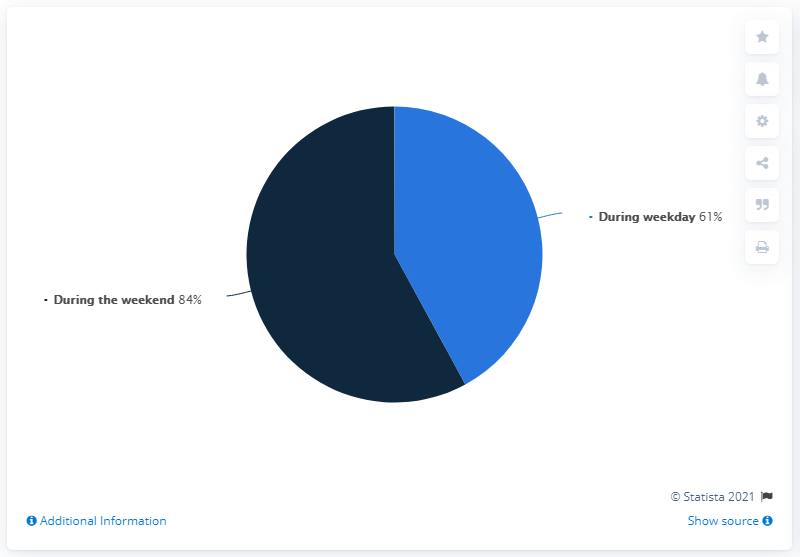 • During weekday 61%
• During the weekend 84%
© Statista 2021
Additional Information
Show source